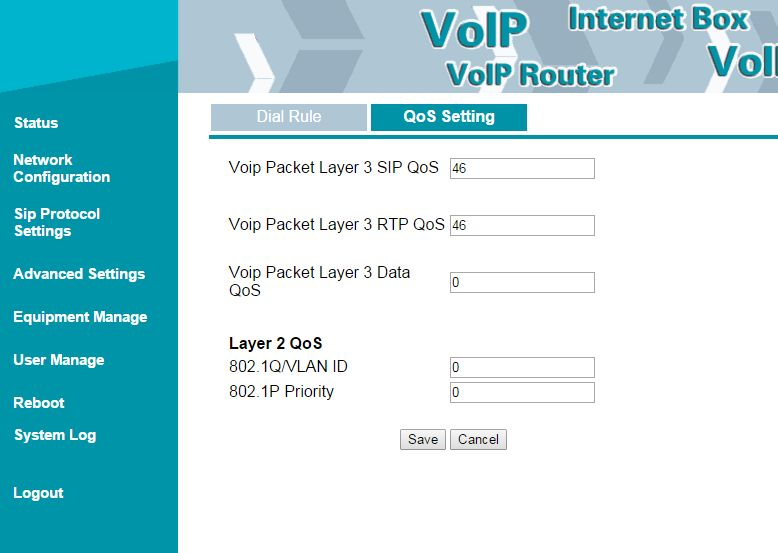 VoIP
Internet Box
VoIP Router
Status
Network
Configuration
Sip Protocol
Settings
Advanced Settings
Equipment Manage
User Manage
Reboot
System Log
Logout
Dial Rule
QoS Setting
Voip Packet Layer 3 SIP QoS 46
Voip Packet Layer 3 RTP QoS 46
Voip Packet Layer 3 Data
QoS 0
Layer 2 QoS
802.1Q/VLAN ID 0
802.1P Priority 0
Save Cancel